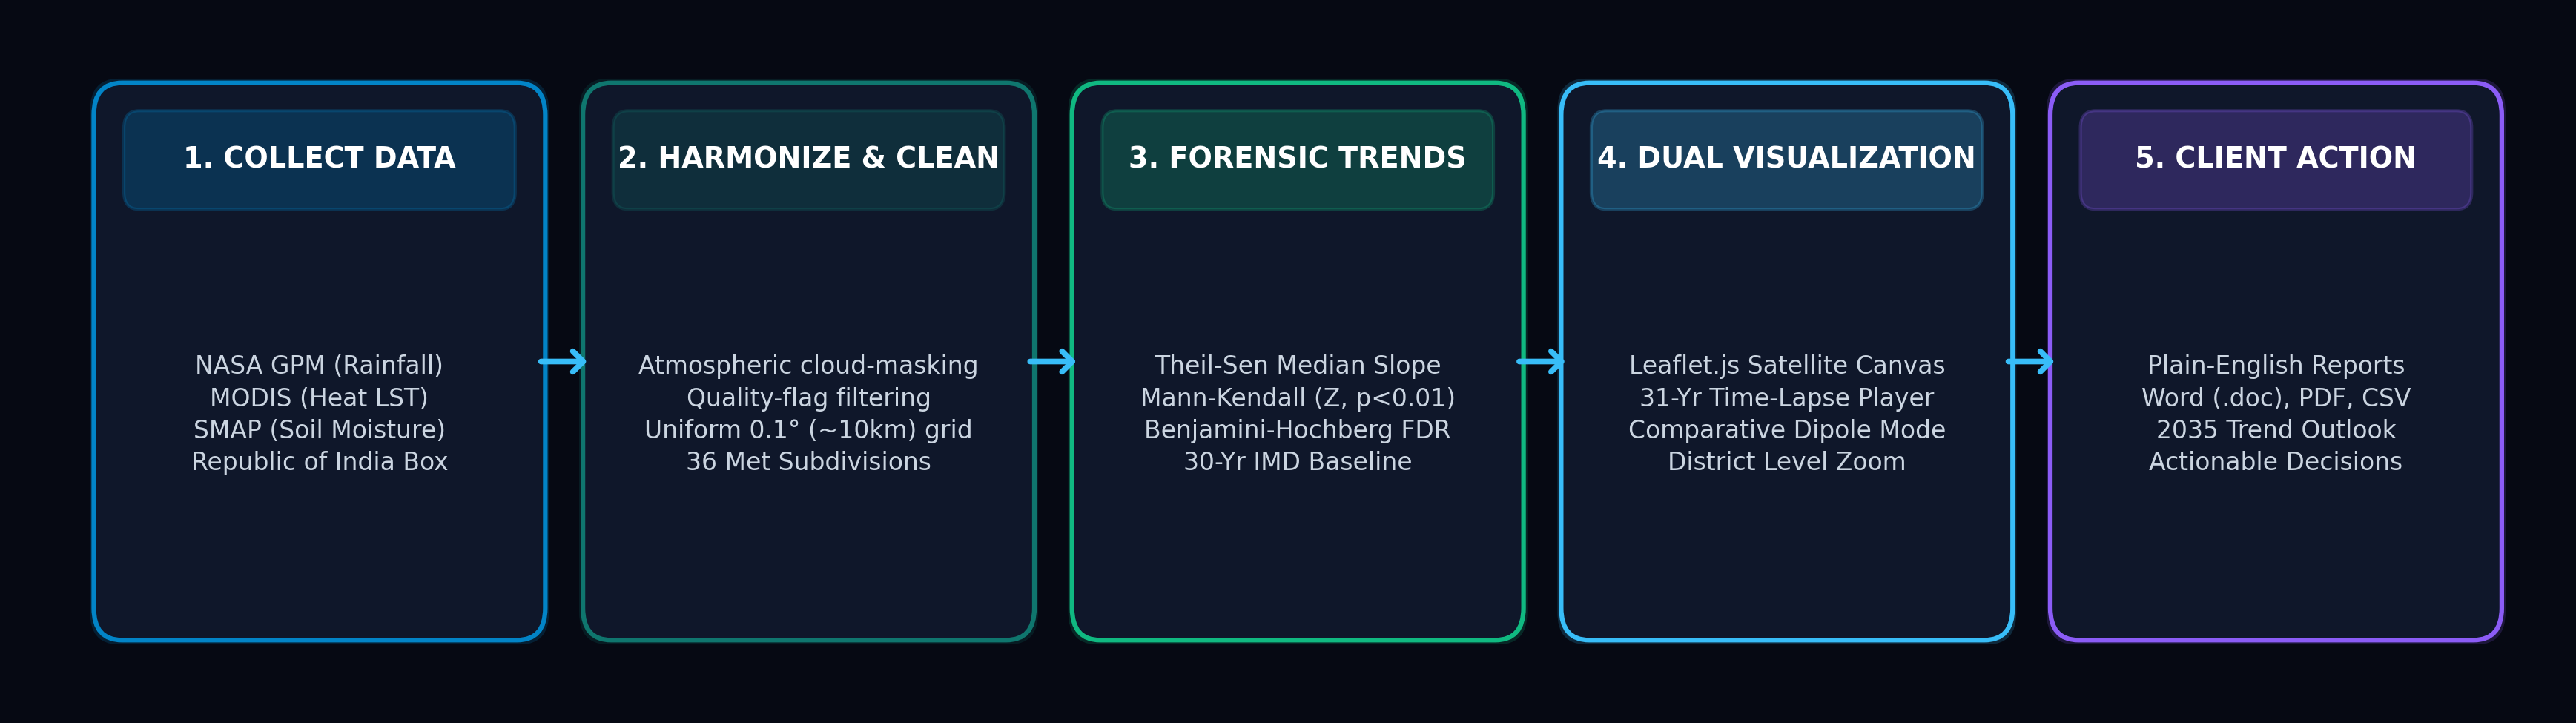 1. COLLECT DATA
NASA GPM (Rainfall)
MODIS (Heat LST)
SMAP (Soil Moisture)
Republic of India Box
2. HARMONIZE & CLEAN
Atmospheric cloud-masking
Quality-flag filtering
Uniform 0.1° (~10km) grid
36 Met Subdivisions
3. FORENSIC TRENDS
Theil-Sen Median Slope
Mann-Kendall (Z, p<0.01)
Benjamini-Hochberg FDR
30-Yr IMD Baseline
4. DUAL VISUALIZATION
Leaflet.js Satellite Canvas
31-Yr Time-Lapse Player
Comparative Dipole Mode
District Level Zoom
5. CLIENT ACTION
Plain-English Reports
Word (.doc), PDF, CSV
2035 Trend Outlook
Actionable Decisions